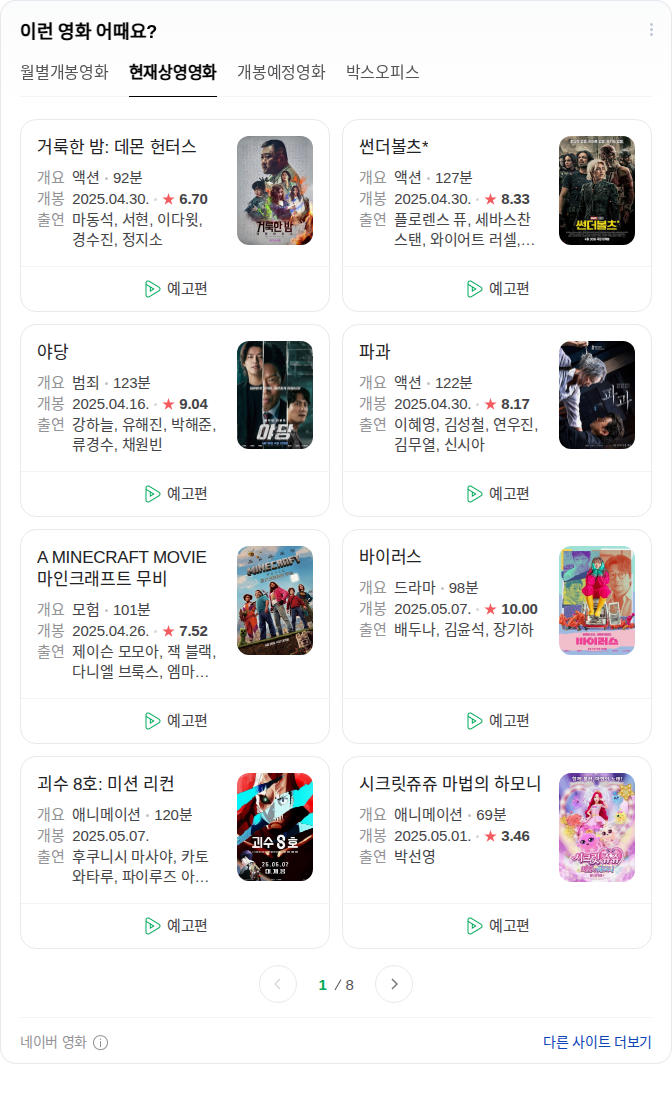 이런 영화 어때요?
월별개봉영화 현재상영영화 개봉예정영화 박스오피스
거룩한 밤: 데몬 헌터스
개요 액션 92분
개봉 2025.04.30. ★ 6.70
출연 마동석, 서현, 이다윗,
경수진, 정지소
거룩한 밤
예고편
썬더볼츠*
개요 액션 127분
개봉 2025.04.30. ★ 8.33
출연 플로렌스 퓨, 세바스찬
스탠, 와이어트 러셀,...
썬더볼츠*
예고편
야당
개요 범죄 123분
개봉 2025.04.16. ★ 9.04
출연 강하늘, 유해진, 박해준,
류경수, 채원빈
야당
예고편
파과
개요 액션 122분
개봉 2025.04.30. ★ 8.17
출연 이혜영, 김성철, 연우진,
김무열, 신시아
파과
예고편
A MINECRAFT MOVIE
마인크래프트 무비
개요 모험 101분
개봉 2025.04.26. ★ 7.52
출연 제이슨 모모아, 잭 블랙,
다니엘 브룩스, 엠마...
MINECRAFT
예고편
바이러스
개요 드라마 98분
개봉 2025.05.07. ★ 10.00
출연 배두나, 김윤석, 장기하
바이러스
예고편
괴수 8호: 미션 리컨
개요 애니메이션 120분
개봉 2025.05.07.
출연 후쿠니시 마사야, 카토
와타루, 파이루즈 아...
괴수 8호
25.05.07
대개봉
예고편
시크릿쥬쥬 마법의 하모니
개요 애니메이션 69분
개봉 2025.05.01. ★ 3.46
출연 박선영
시크릿쥬쥬
예고편
1 / 8
네이버 영화
다른 사이트 더보기